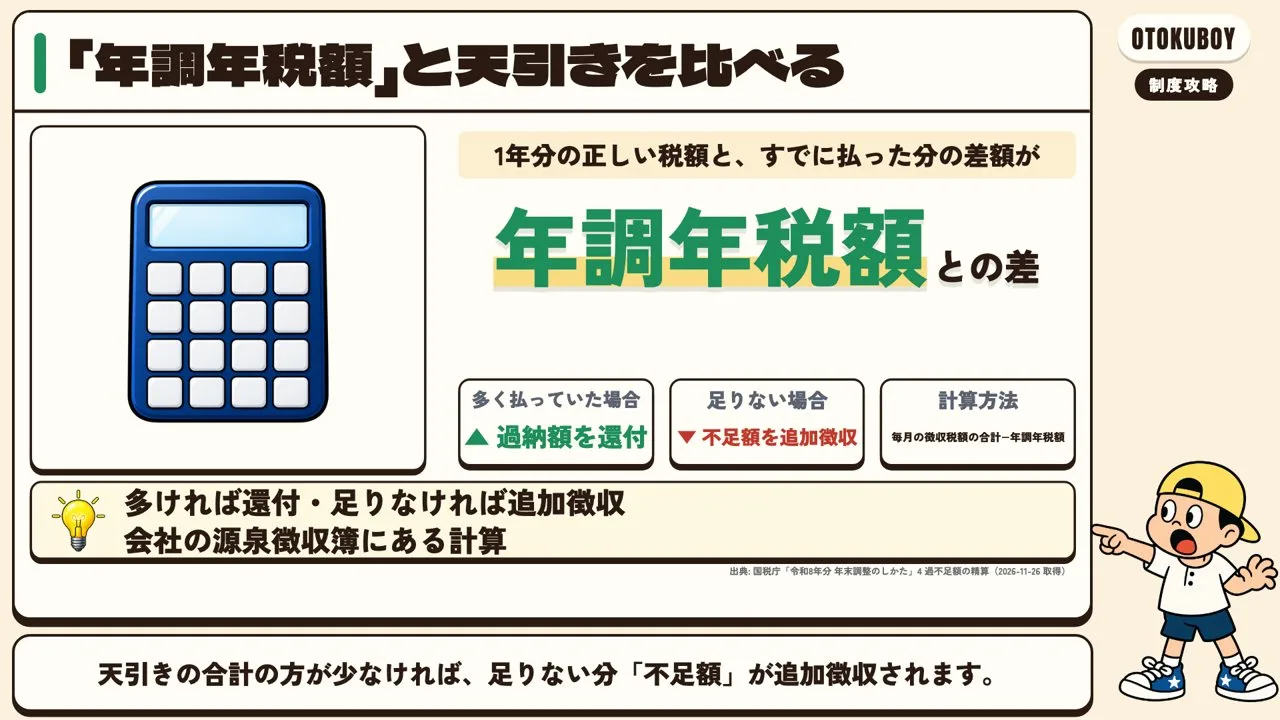 「年調年税額」と天引きを比べる
OTOKUBOY
制度攻略
1年分の正しい税額と、すでに払った分の差額が
年調年税額との差
多く払っていた場合
▲ 過納額を還付
足りない場合
▼ 不足額を追加徴収
計算方法
毎月の徴収税額の合計−年調年税額
多ければ還付・足りなければ追加徴収
会社の源泉徴収簿にある計算
出典: 国税庁「令和8年分 年末調整のしかた」4 過不足額の精算（2026-11-26 取得）
天引きの合計の方が少なければ、足りない分「不足額」が追加徴収されます。